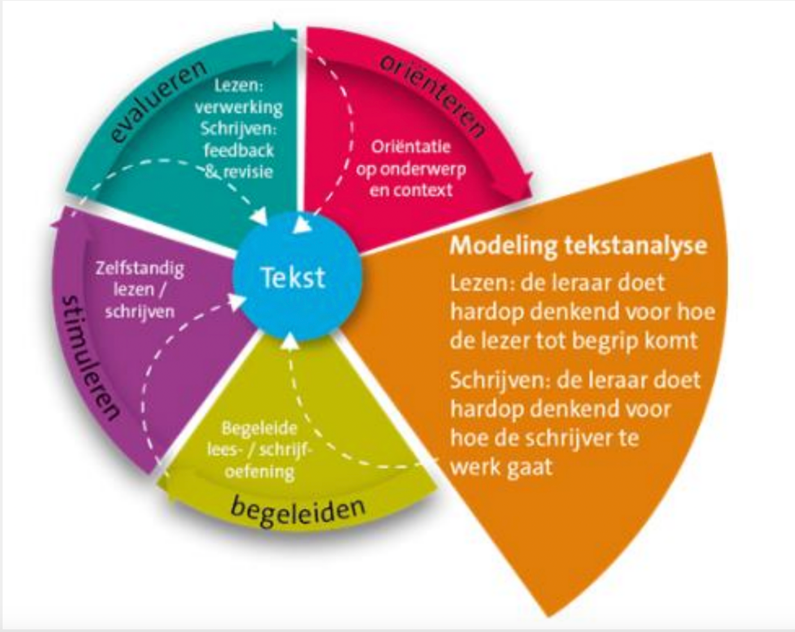 evalueren
Lezen:
verwerking
Schrijven:
feedback
& revisie
oriënteren
Oriëntatie
op onderwerp
en context
Modeling tekstanalyse
Lezen: de leraar doet
hardop denkend voor hoe
de lezer tot begrip komt
Schrijven: de leraar doet
hardop denkend voor
hoe de schrijver te
werk gaat
Begeleide
lees- / schrijf-
oefening
begeleiden
Zelfstandig
lezen /
schrijven
stimuleren
Tekst